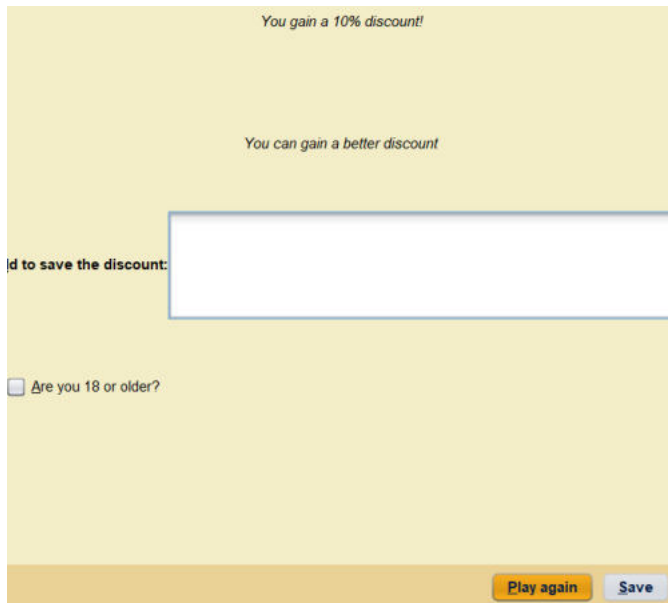 You gain a 10% discount!
You can gain a better discount
Id to save the discount:
Are you 18 or older?
Play again Save